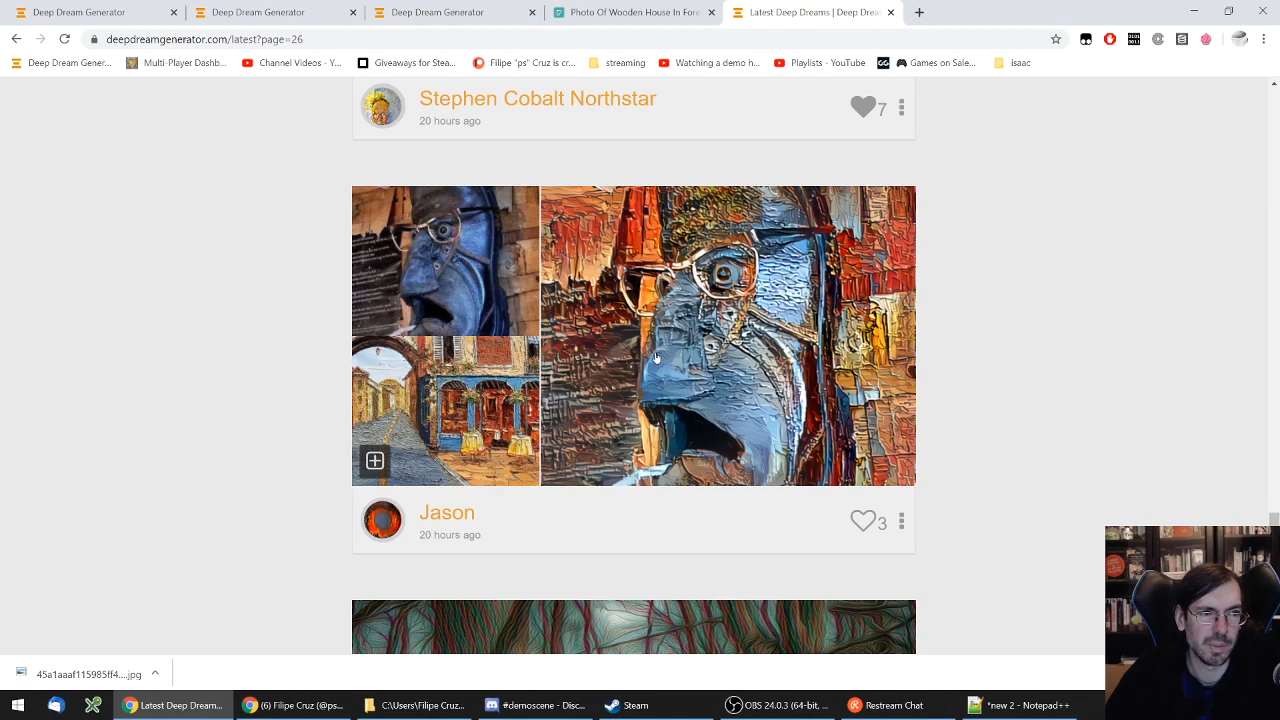 Deep Dream Generator
Deep Dream Generator
Deep Dream Generator
Photo Of Wooden House In Fore
Latest Deep Dreams | Deep Drea
deepdreamgenerator.com/latest?page=26
Deep Dream Gener...
Multi-Player Dashb...
Channel Videos - Y...
Giveaways for Stea...
Filipe "ps" Cruz is cr...
streaming
Watching a demo h...
Playlists - YouTube
GG
Games on Sale...
isaac
Stephen Cobalt Northstar
20 hours ago
7
Jason
20 hours ago
3
45a1aaaf115985ff4....jpg
Latest Deep Dream...
(6) Filipe Cruz (@ps...
C:\Users\Filipe Cruz...
#demoscene - Disc...
Steam
OBS 24.0.3 (64-bit, ...
Restream Chat
*new 2 - Notepad++